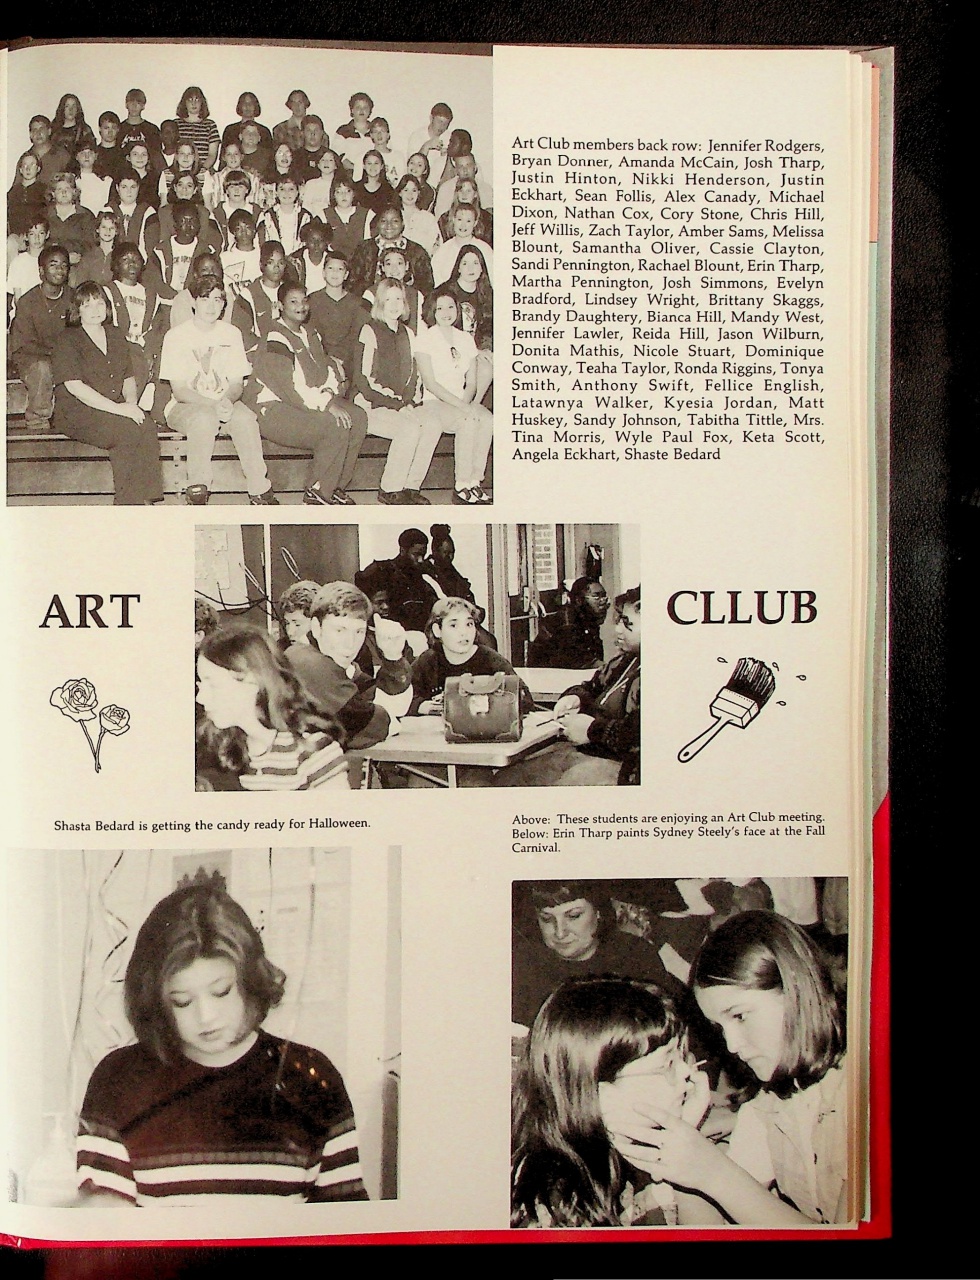 Art Club members back row: Jennifer Rodgers,
Bryan Donner, Amanda McCain, Josh Tharp,
Justin Hinton, Nikki Henderson, Justin
Eckhart, Sean Follis, Alex Canady, Michael
Dixon, Nathan Cox, Cory Stone, Chris Hill,
Jeff Willis, Zach Taylor, Amber Sams, Melissa
Blount, Samantha Oliver, Cassie Clayton,
Sandi Pennington, Rachael Blount, Erin Tharp,
Martha Pennington, Josh Simmons, Evelyn
Bradford, Lindsey Wright, Brittany Skaggs,
Brandy Daughtery, Bianca Hill, Mandy West,
Jennifer Lawler, Reida Hill, Jason Wilburn,
Donita Mathis, Nicole Stuart, Dominique
Conway, Teaha Taylor, Ronda Riggins, Tonya
Smith, Anthony Swift, Fellice English,
Latawnya Walker, Kyesia Jordan, Matt
Huskey, Sandy Johnson, Tabitha Tittle, Mrs.
Tina Morris, Wyle Paul Fox, Keta Scott,
Angela Eckhart, Shaste Bedard
ART
CLLUB
Shasta Bedard is getting the candy ready for Halloween.
Above: These students are enjoying an Art Club meeting.
Below: Erin Tharp paints Sydney Steely's face at the Fall
Carnival.